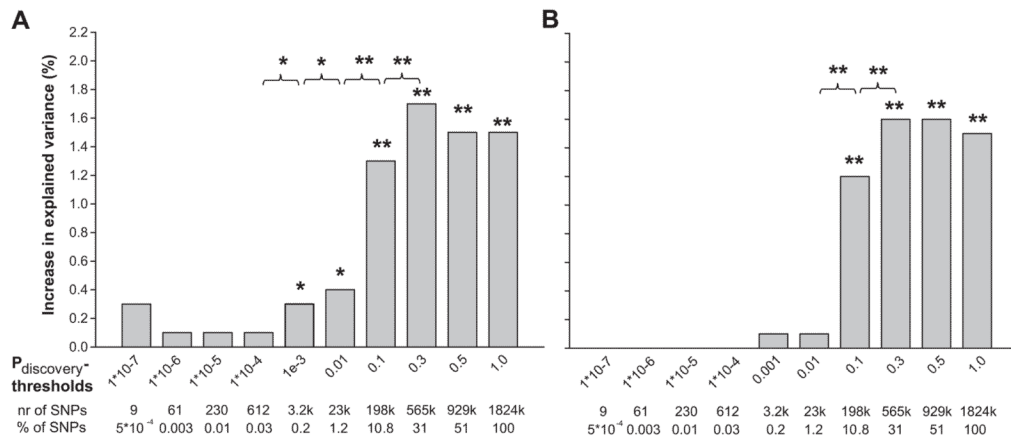 A
B
Increase in explained variance (%)
2.2
2.0
1.8
1.6
1.4
1.2
1.0
0.8
0.6
0.4
0.2
0.0
* * ** **
* * ** ** ** **
** **
** ** ** **
P discovery- thresholds
1*10-7 1*10-6 1*10-5 1*10-4 1e-3 0.01 0.1 0.3 0.5 1.0
1*10-7 1*10-6 1*10-5 1*10-4 0.001 0.01 0.1 0.3 0.5 1.0
nr of SNPs 9 61 230 612 3.2k 23k 198k 565k 929k 1824k
9 61 230 612 3.2k 23k 198k 565k 929k 1824k
% of SNPs 5*10⁻⁴ 0.003 0.01 0.03 0.2 1.2 10.8 31 51 100
5*10⁻⁴ 0.003 0.01 0.03 0.2 1.2 10.8 31 51 100